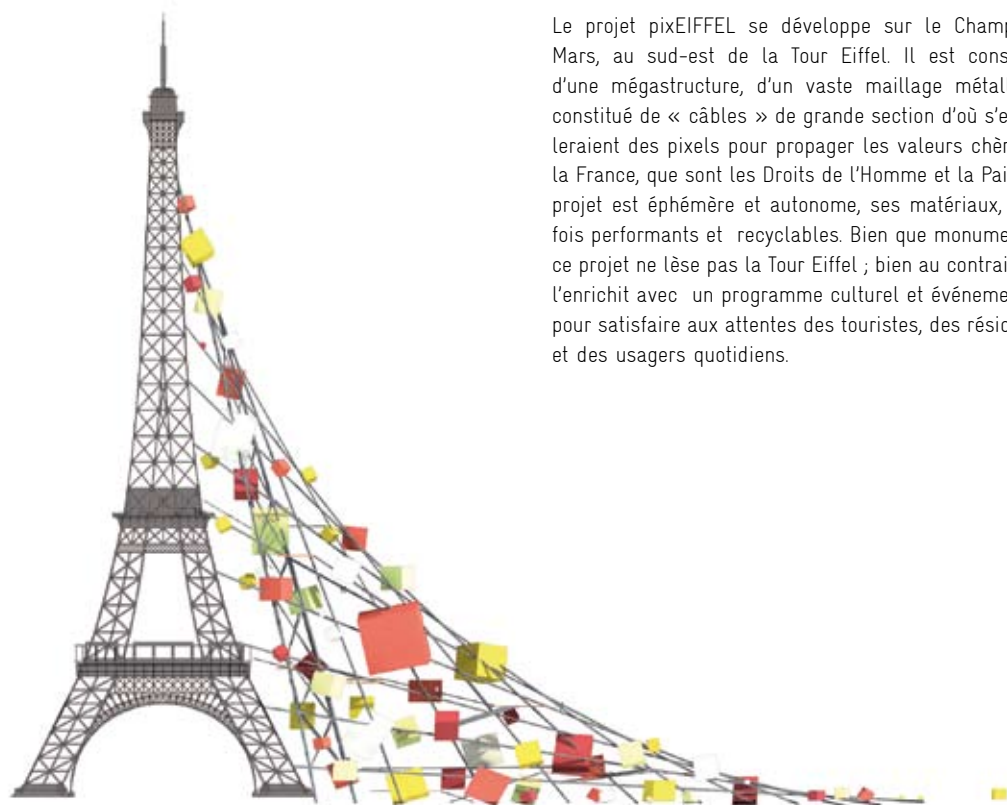 Le projet pixEIFFEL se développe sur le Champ
Mars, au sud-est de la Tour Eiffel. Il est cons
d'une mégastructure, d'un vaste maillage métal
constitué de « câbles » de grande section d'où s'e
leraient des pixels pour propager les valeurs chèr
la France, que sont les Droits de l'Homme et la Pai
projet est éphémère et autonome, ses matériaux,
fois performants et recyclables. Bien que monume
ce projet ne lèse pas la Tour Eiffel ; bien au contrai
l'enrichit avec un programme culturel et événeme
pour satisfaire aux attentes des touristes, des résid
et des usagers quotidiens.